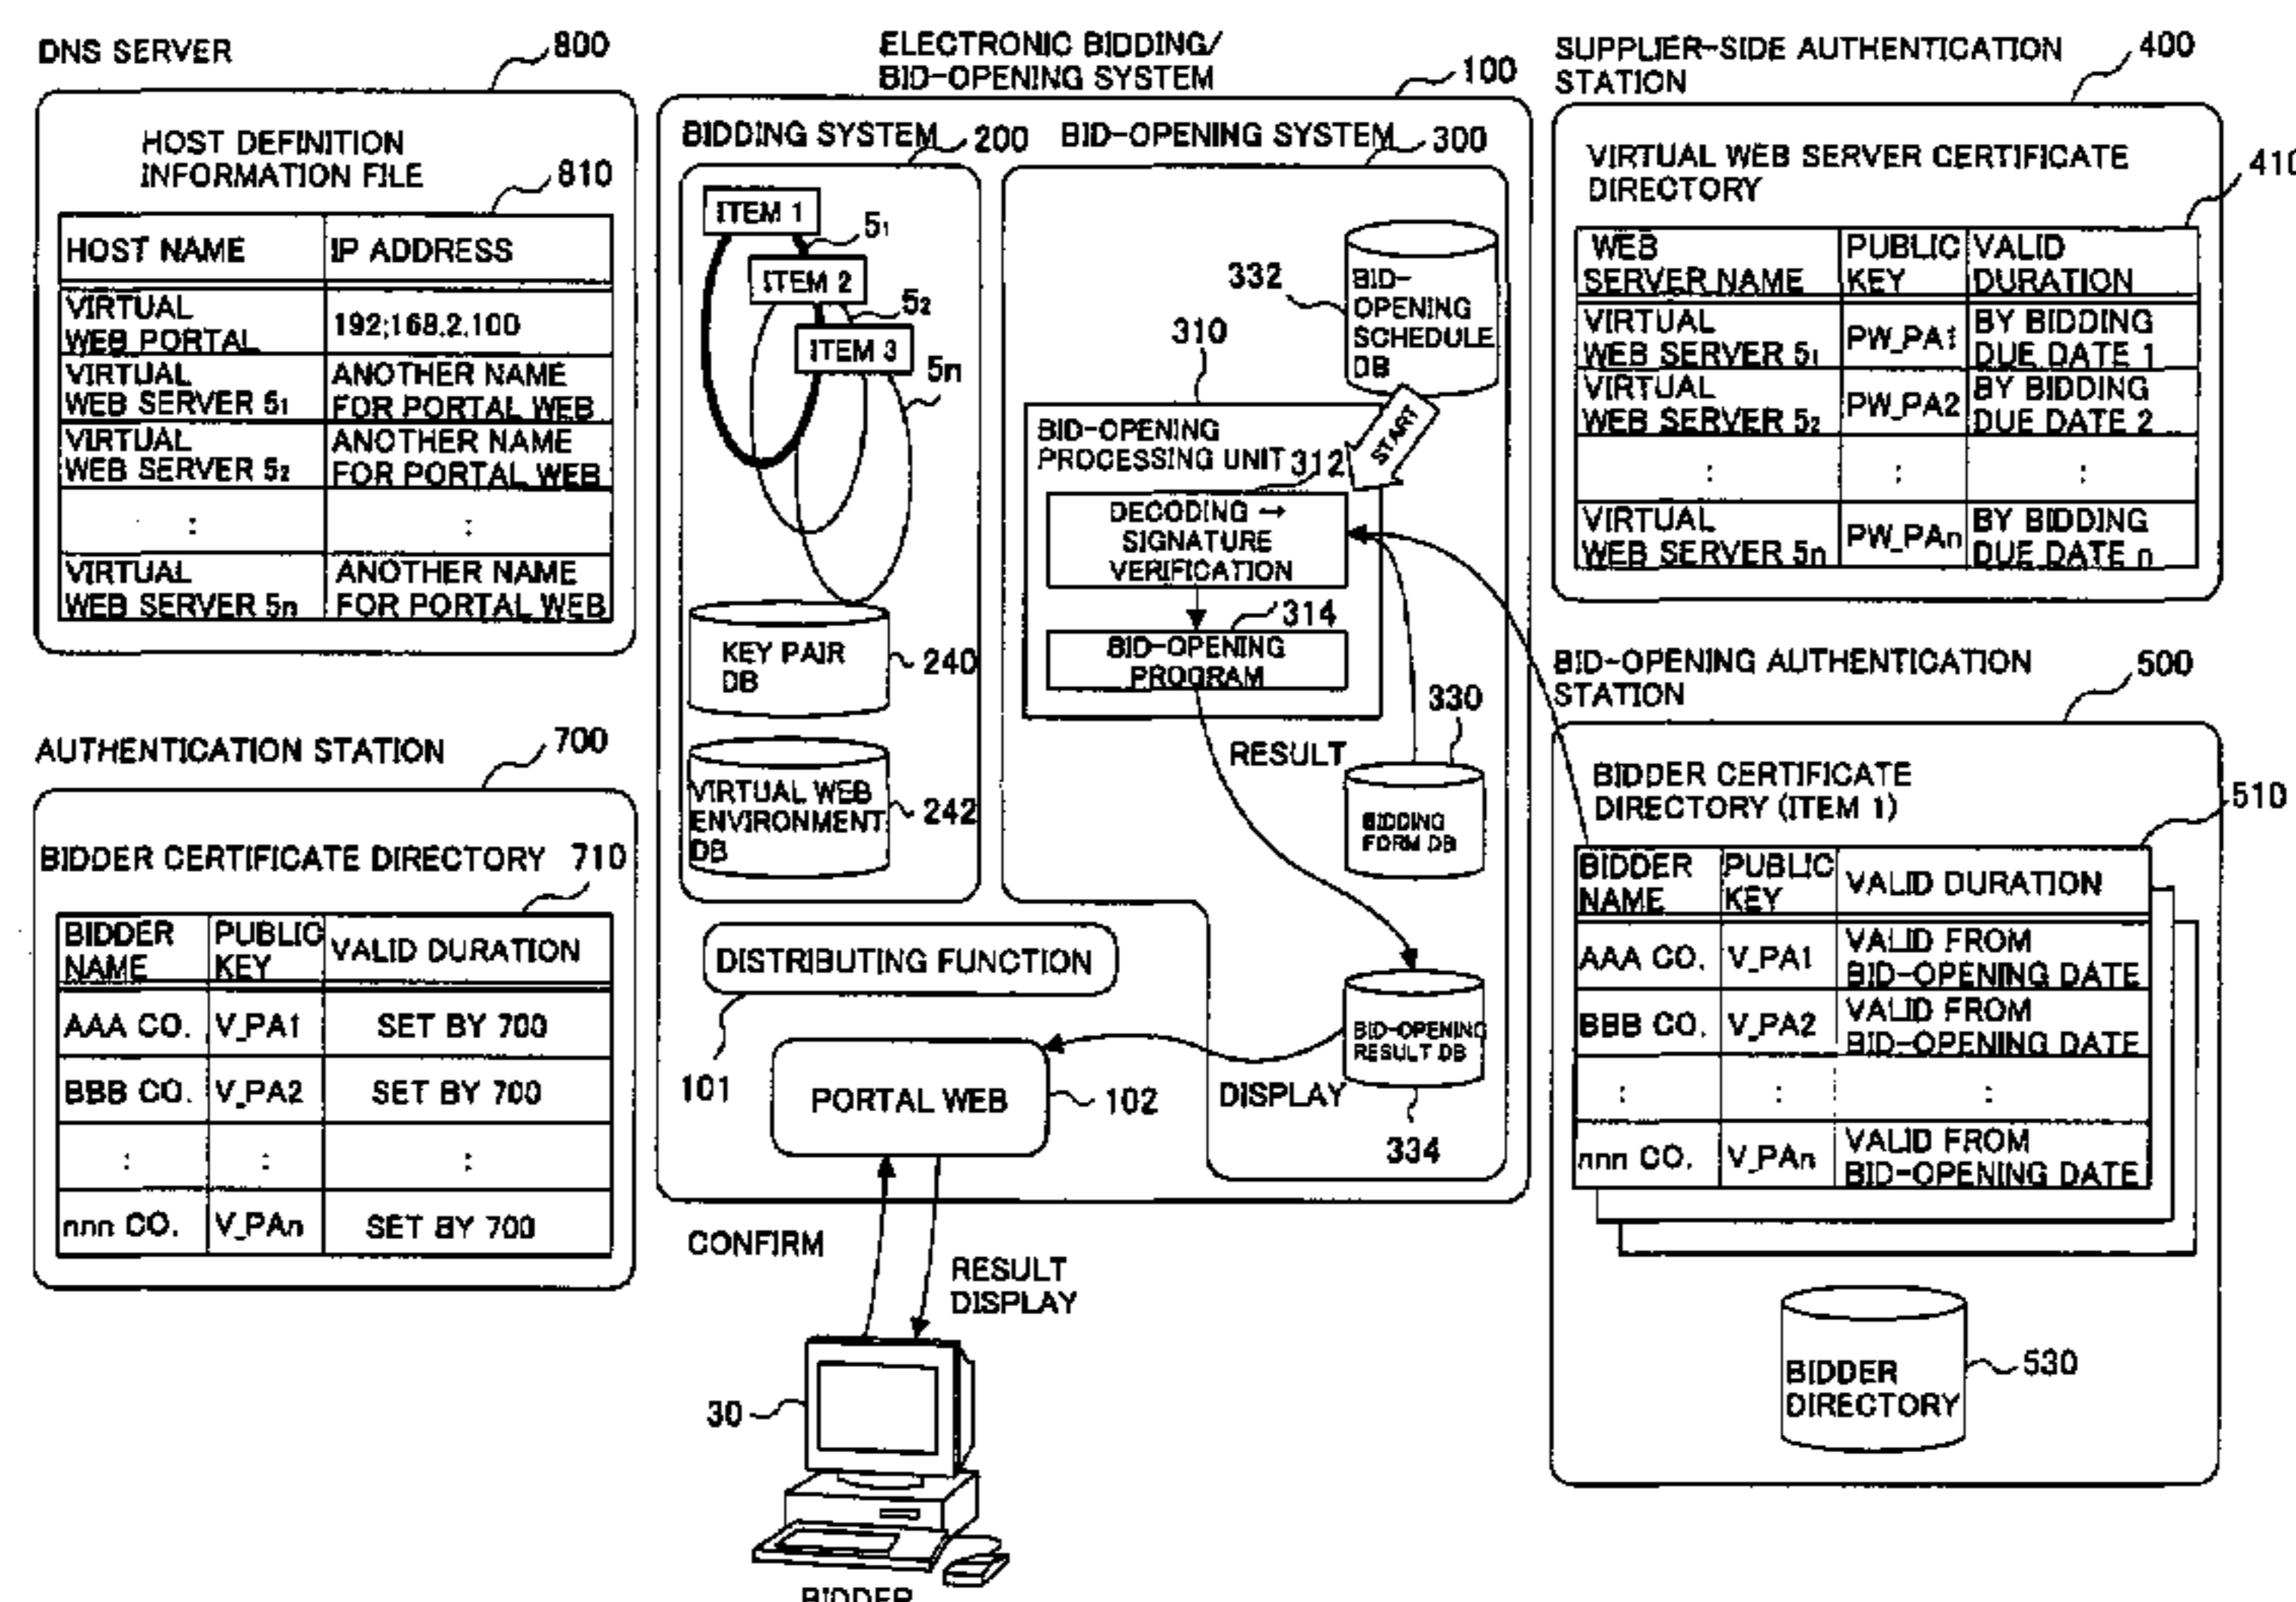 DNS SERVER
800
HOST DEFINITION
INFORMATION FILE
810
HOST NAME IP ADDRESS
VIRTUAL
WEB PORTAL 192;168.2.100
VIRTUAL
WEB SERVER 5₁ ANOTHER NAME
FOR PORTAL WEB
VIRTUAL
WEB SERVER 5₂ ANOTHER NAME
FOR PORTAL WEB
: :
VIRTUAL
WEB SERVER 5n ANOTHER NAME
FOR PORTAL WEB
AUTHENTICATION STATION
700
BIDDER CERTIFICATE DIRECTORY 710
BIDDER
NAME PUBLIC
KEY VALID DURATION
AAA CO. V_PA1 SET BY 700
BBB CO. V_PA2 SET BY 700
: : :
nnn CO. V_PAn SET BY 700
ELECTRONIC BIDDING/
BID-OPENING SYSTEM
100
BIDDING SYSTEM 200
ITEM 1
5₁
ITEM 2
5₂
ITEM 3
5n
KEY PAIR
DB
240
VIRTUAL WEB
ENVIRONMENT
DB
242
BID-OPENING SYSTEM 300
332
BID-
OPENING
SCHEDULE
DB
310
START
BID-OPENING
PROCESSING UNIT 312
DECODING →
SIGNATURE
VERIFICATION
314
BID-OPENING
PROGRAM
330
RESULT
BIDDING
FORM DB
DISTRIBUTING FUNCTION
101
BID-OPENING
RESULT DB
334
DISPLAY
PORTAL WEB
102
CONFIRM
RESULT
DISPLAY
30
BIDDER
SUPPLIER-SIDE AUTHENTICATION
STATION
400
VIRTUAL WEB SERVER CERTIFICATE
DIRECTORY
410
WEB
SERVER NAME PUBLIC
KEY VALID
DURATION
VIRTUAL
WEB SERVER 5₁ PW_PA1 BY BIDDING
DUE DATE 1
VIRTUAL
WEB SERVER 5₂ PW_PA2 BY BIDDING
DUE DATE 2
: : :
VIRTUAL
WEB SERVER 5n PW_PAn BY BIDDING
DUE DATE n
BID-OPENING AUTHENTICATION
STATION
500
BIDDER CERTIFICATE
DIRECTORY (ITEM 1)
510
BIDDER
NAME PUBLIC
KEY VALID DURATION
AAA CO. V_PA1 VALID FROM
BID-OPENING DATE
BBB CO. V_PA2 VALID FROM
BID-OPENING DATE
: : :
nnn CO. V_PAn VALID FROM
BID-OPENING DATE
BIDDER
DIRECTORY
530